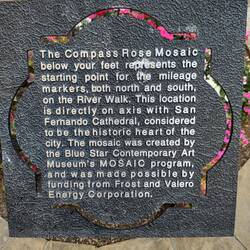 The Compass Rose Mosaic
below your feet represents the
starting point for the mileage
markers, both north and south,
on the River Walk. This location
is directly on axis with San
Fernando Cathedral, considered
to be the historic heart of the
city. The mosaic was created by
the Blue Star Contemporary Art
Museum's MOSAIC program,
and was made possible by
funding from Frost and Valero
Energy Corporation.